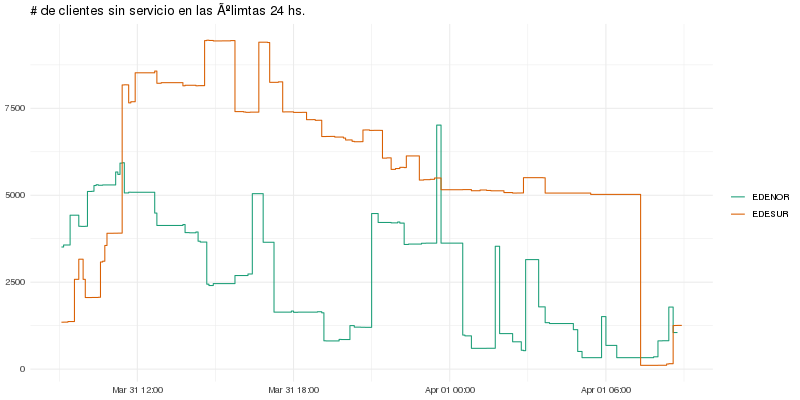 # de clientes sin servicio en las Ãºlimtas 24 hs.
7500
5000
2500
0
Mar 31 12:00
Mar 31 18:00
Apr 01 00:00
Apr 01 06:00
EDENOR
EDESUR